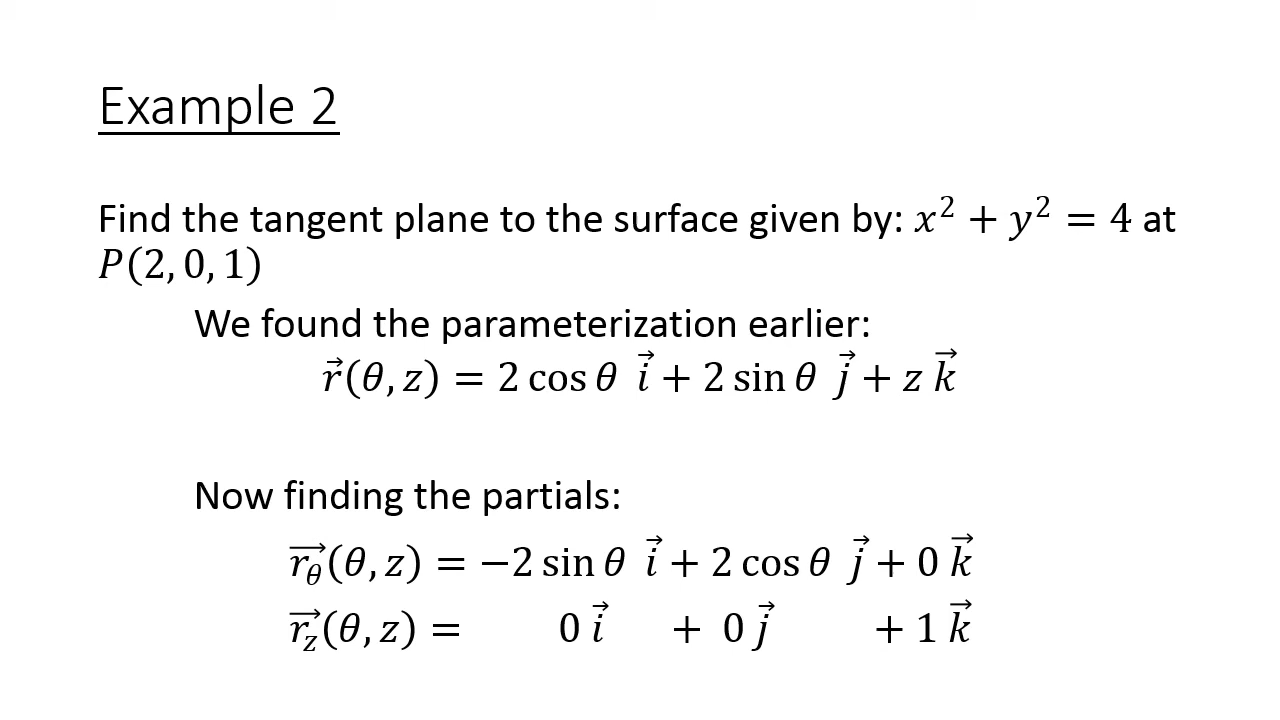 Example 2
Find the tangent plane to the surface given by: x² + y² = 4 at
P(2, 0, 1)
We found the parameterization earlier:
r⃗(θ, z) = 2 cos θ i⃗ + 2 sin θ j⃗ + z k⃗
Now finding the partials:
r_θ⃗(θ, z) = −2 sin θ i⃗ + 2 cos θ j⃗ + 0 k⃗
r_z⃗(θ, z) = 0 i⃗ + 0 j⃗ + 1 k⃗